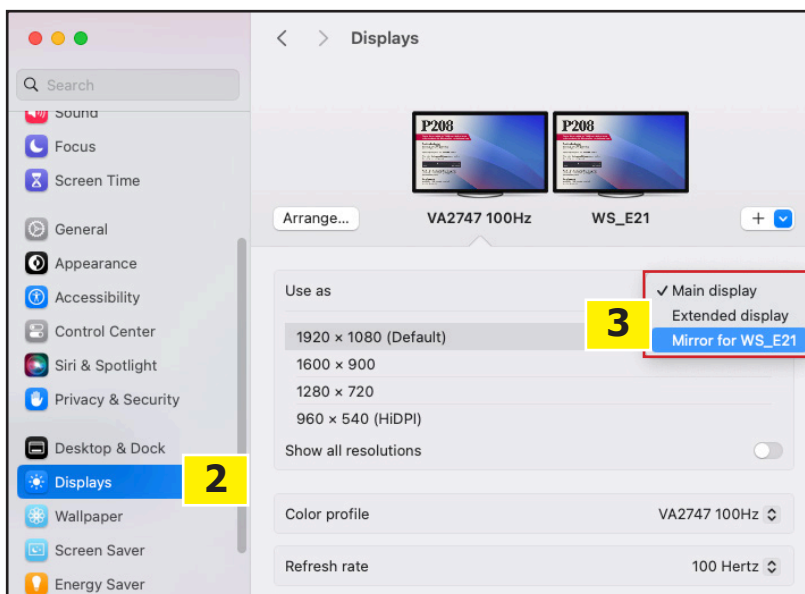 Displays
Search
Sound
Focus
Screen Time
General
Appearance
Accessibility
Control Center
Siri & Spotlight
Privacy & Security
Desktop & Dock
Displays
2
Wallpaper
Screen Saver
Energy Saver
P208
P208
Arrange...
VA2747 100Hz
WS_E21
Use as
✓ Main display
Extended display
Mirror for WS_E21
3
1920 × 1080 (Default)
1600 × 900
1280 × 720
960 × 540 (HiDPI)
Show all resolutions
Color profile
VA2747 100Hz
Refresh rate
100 Hertz